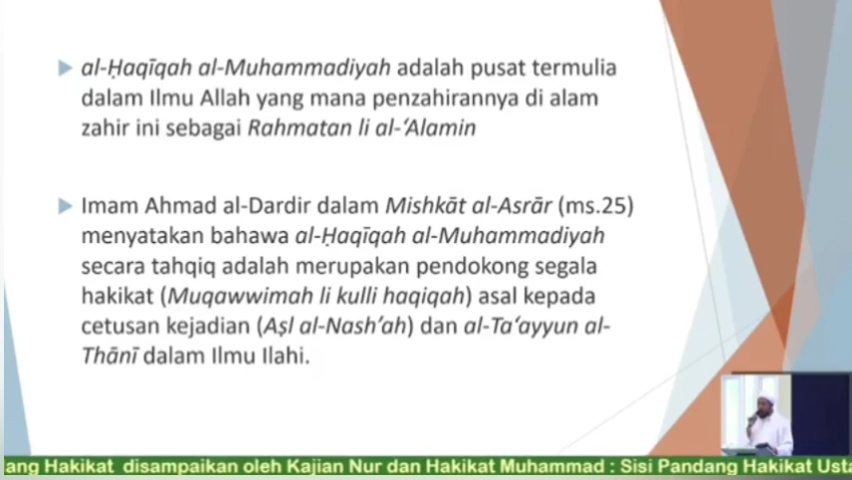 al-Ḥaqīqah al-Muhammadiyah adalah pusat termulia
dalam Ilmu Allah yang mana penzahirannya di alam
zahir ini sebagai Rahmatan li al-‘Alamin
Imam Ahmad al-Dardir dalam Mishkāt al-Asrār (ms.25)
menyatakan bahawa al-Ḥaqīqah al-Muhammadiyah
secara tahqiq adalah merupakan pendokong segala
hakikat (Muqawwimah li kulli haqiqah) asal kepada
cetusan kejadian (Aṣl al-Nash’ah) dan al-Ta‘ayyun al-
Thānī dalam Ilmu Ilahi.
ang Hakikat disampaikan oleh Kajian Nur dan Hakikat Muhammad : Sisi Pandang Hakikat Usta